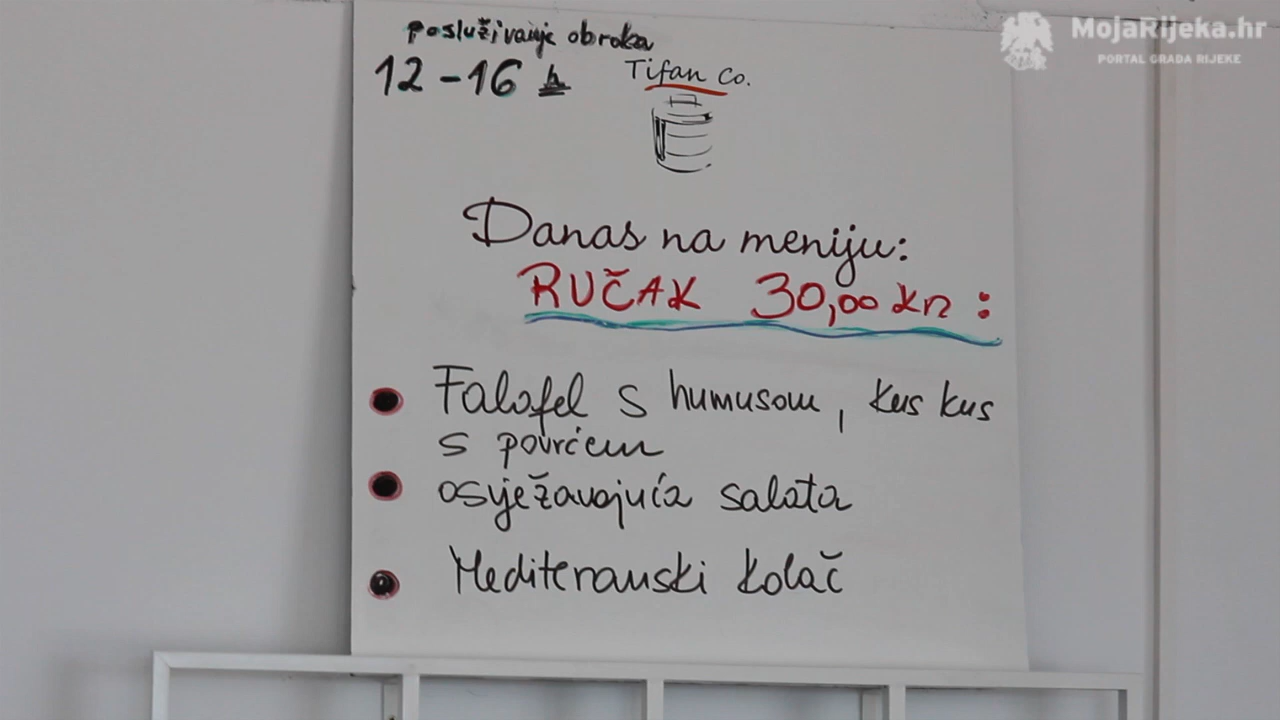 posluživanje obroka
12-16 h
Tifan Co.
MojaRijeka.hr
PORTAL GRADA RIJEKE
Danas na meniju:
RUČAK 30,00 kn :
Falafel s humusom, kus kus
s povrćem
osvježavajuća salata
Mediteranski kolač